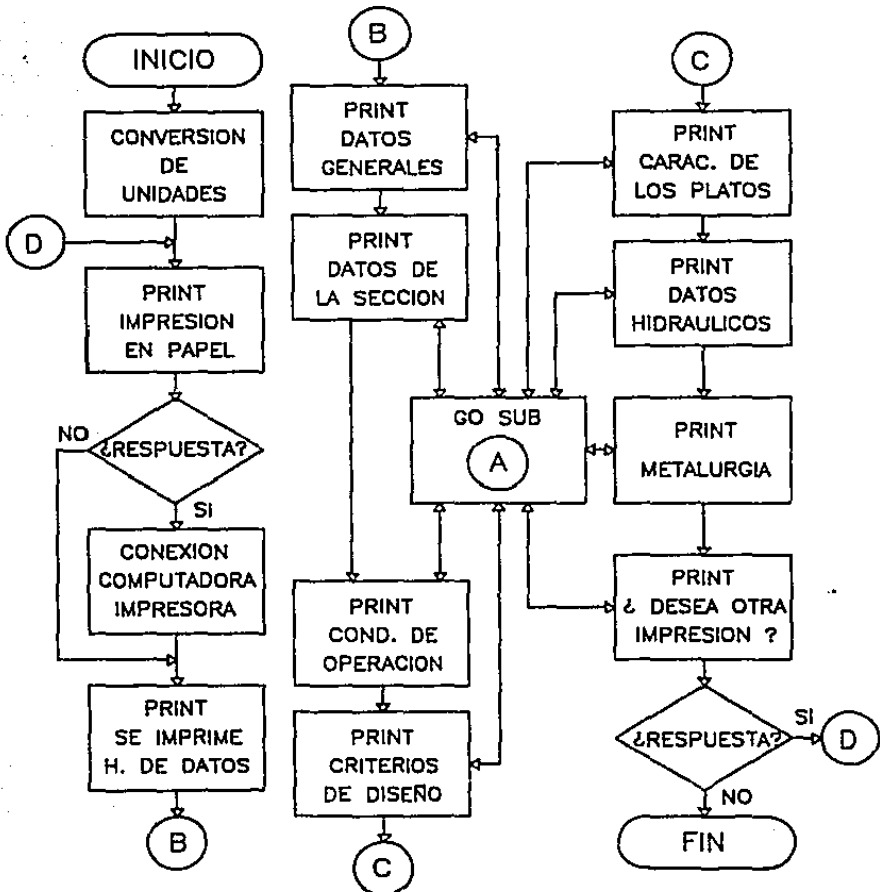 INICIO
CONVERSION
DE
UNIDADES
D
PRINT
IMPRESION
EN PAPEL
¿RESPUESTA?
NO
SI
CONEXION
COMPUTADORA
IMPRESORA
PRINT
SE IMPRIME
H. DE DATOS
B
B
PRINT
DATOS
GENERALES
PRINT
DATOS DE
LA SECCION
GO SUB
A
PRINT
COND. DE
OPERACION
PRINT
CRITERIOS
DE DISEÑO
C
C
PRINT
CARAC. DE
LOS PLATOS
PRINT
DATOS
HIDRAULICOS
PRINT
METALURGIA
PRINT
¿ DESEA OTRA
IMPRESION ?
¿RESPUESTA?
SI
D
NO
FIN